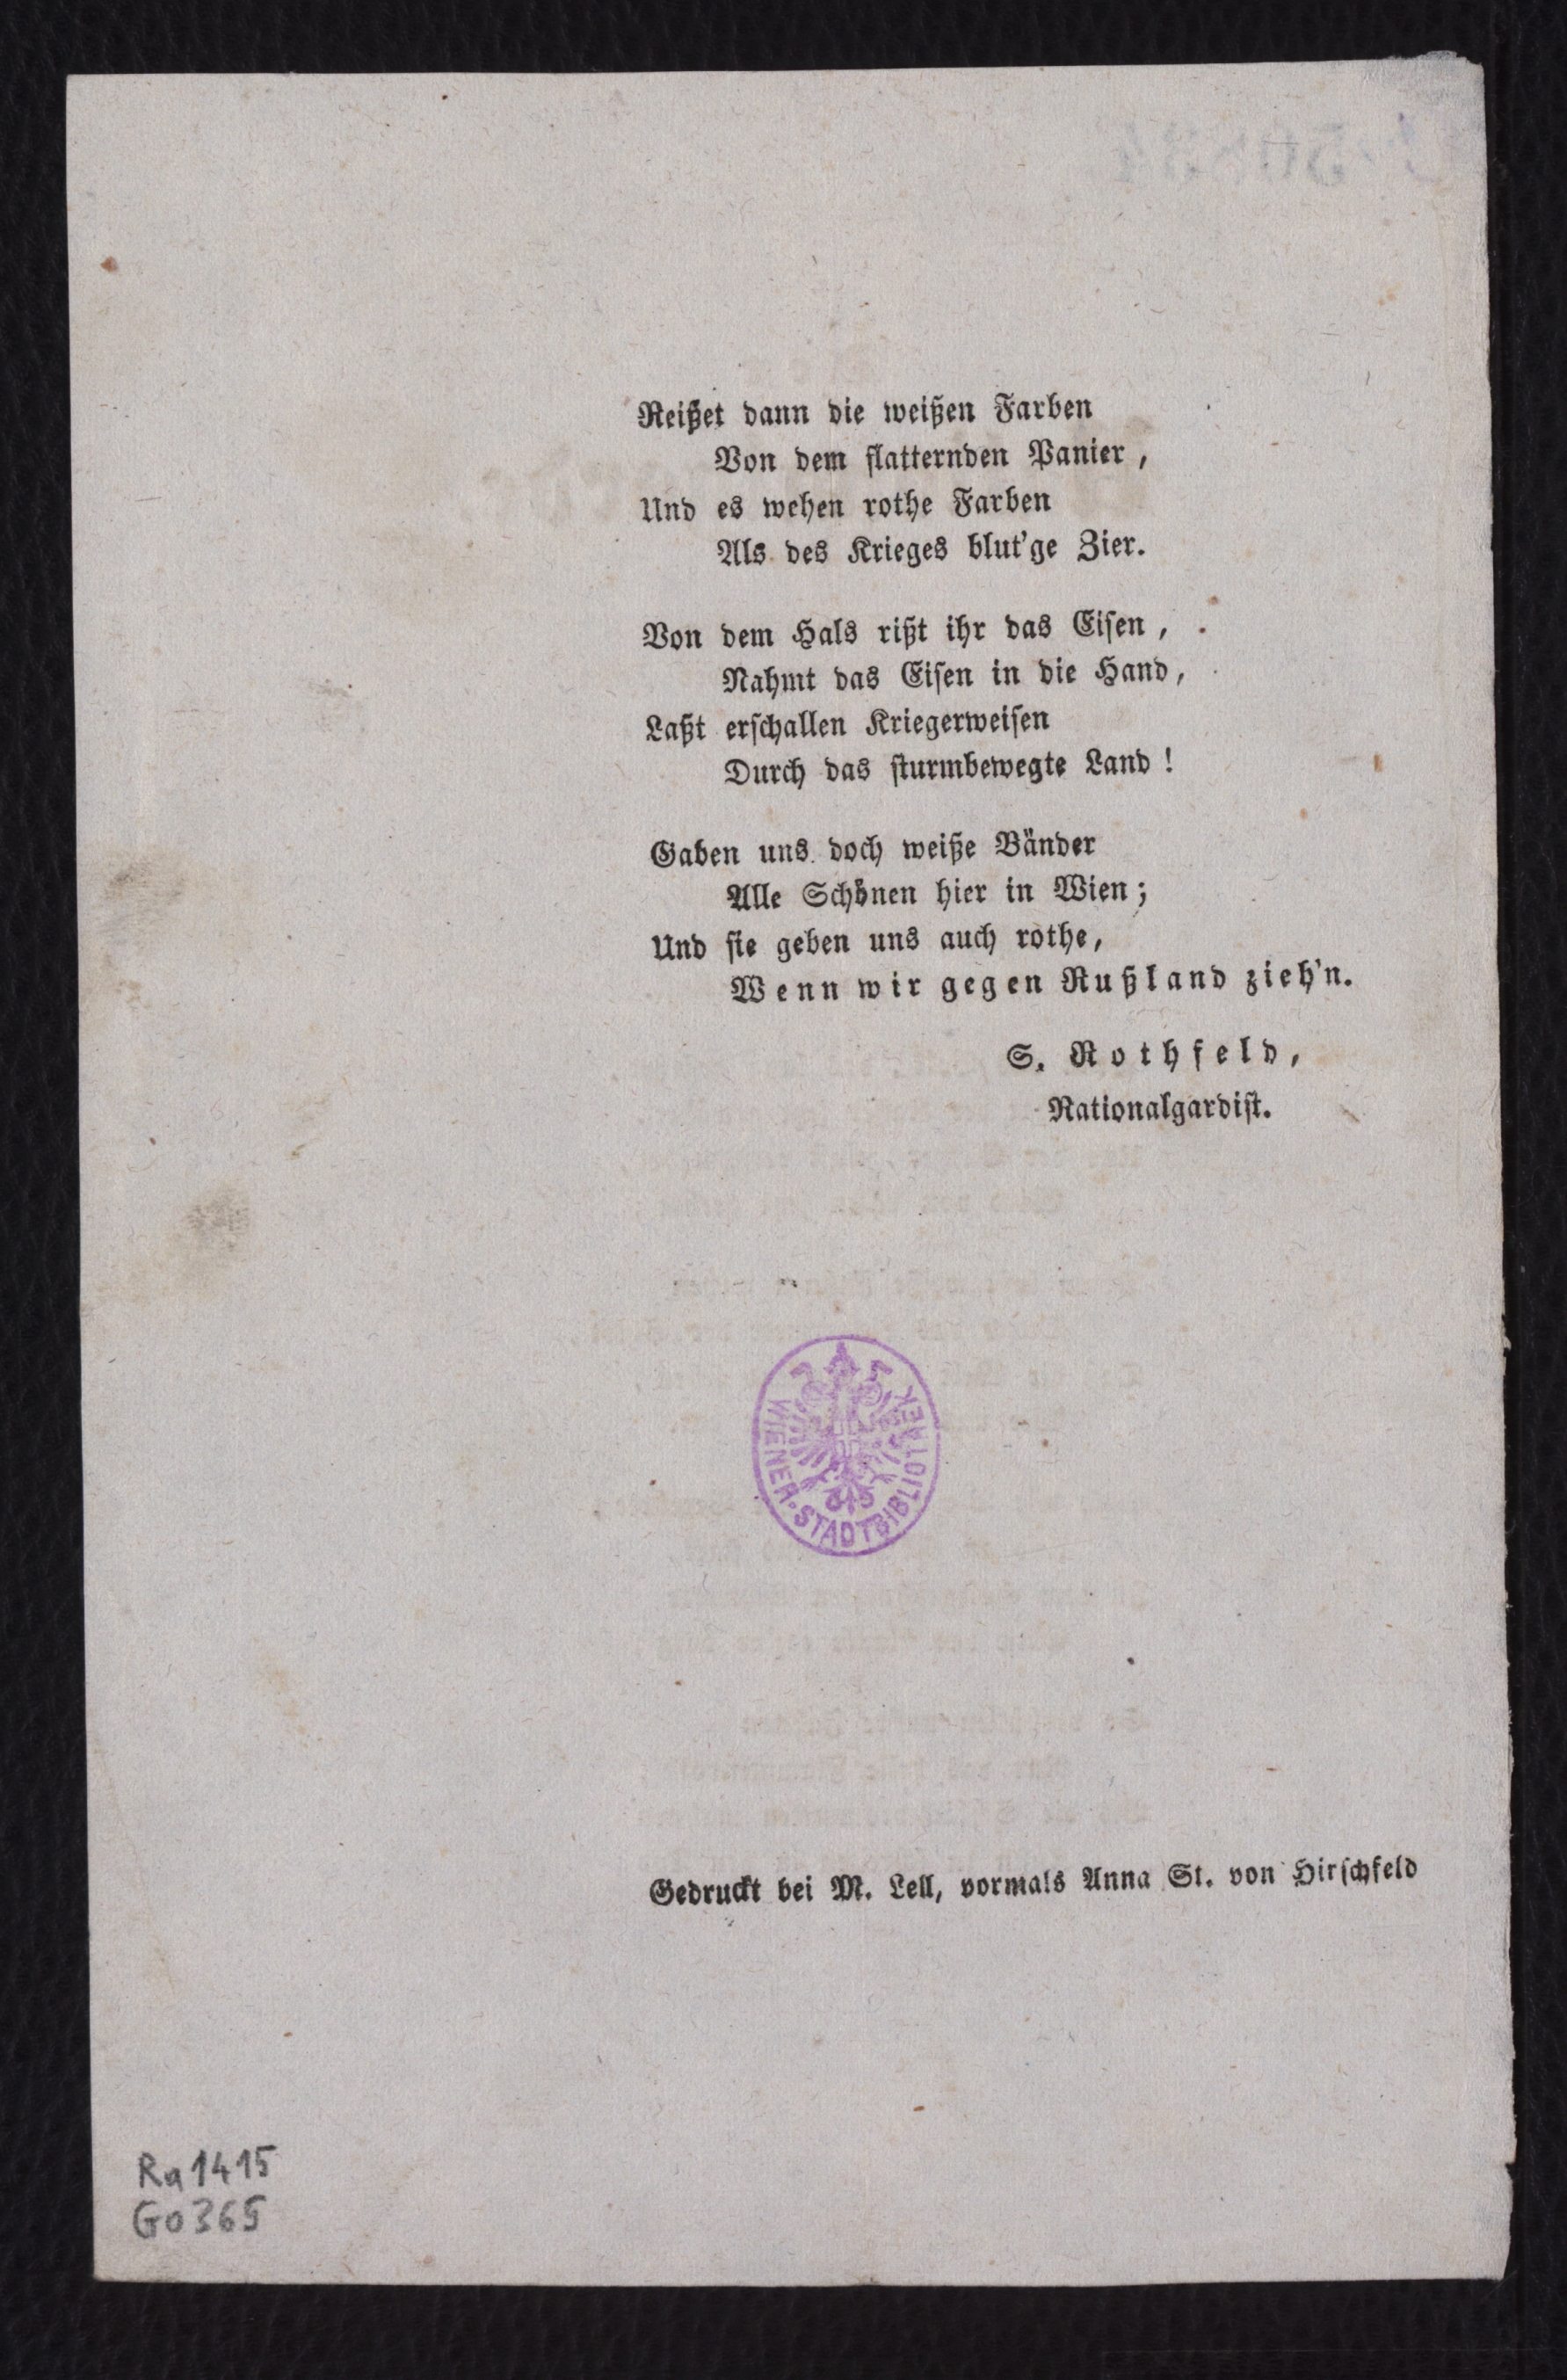 Reißet dann die weißen Farben
Von dem flatternden Panier,
Und es wehen rothe Farben
Als des Krieges blut'ge Zier.
Von dem Hals rißt ihr das Eisen,
Nahmt das Eisen in die Hand,
Laßt erschallen Kriegerweisen
Durch das sturmbewegte Land!
Gaben uns doch weiße Bänder
Alle Schönen hier in Wien;
Und sie geben uns auch rothe,
Wenn wir gegen Rußland zieh'n.
S. Rothfeld,
Nationalgardist.
WIENER·STADTBIBLIOTHEK
Gedruckt bei M. Lell, vormals Anna St. von Hirschfeld
Ra 1415
Go 365